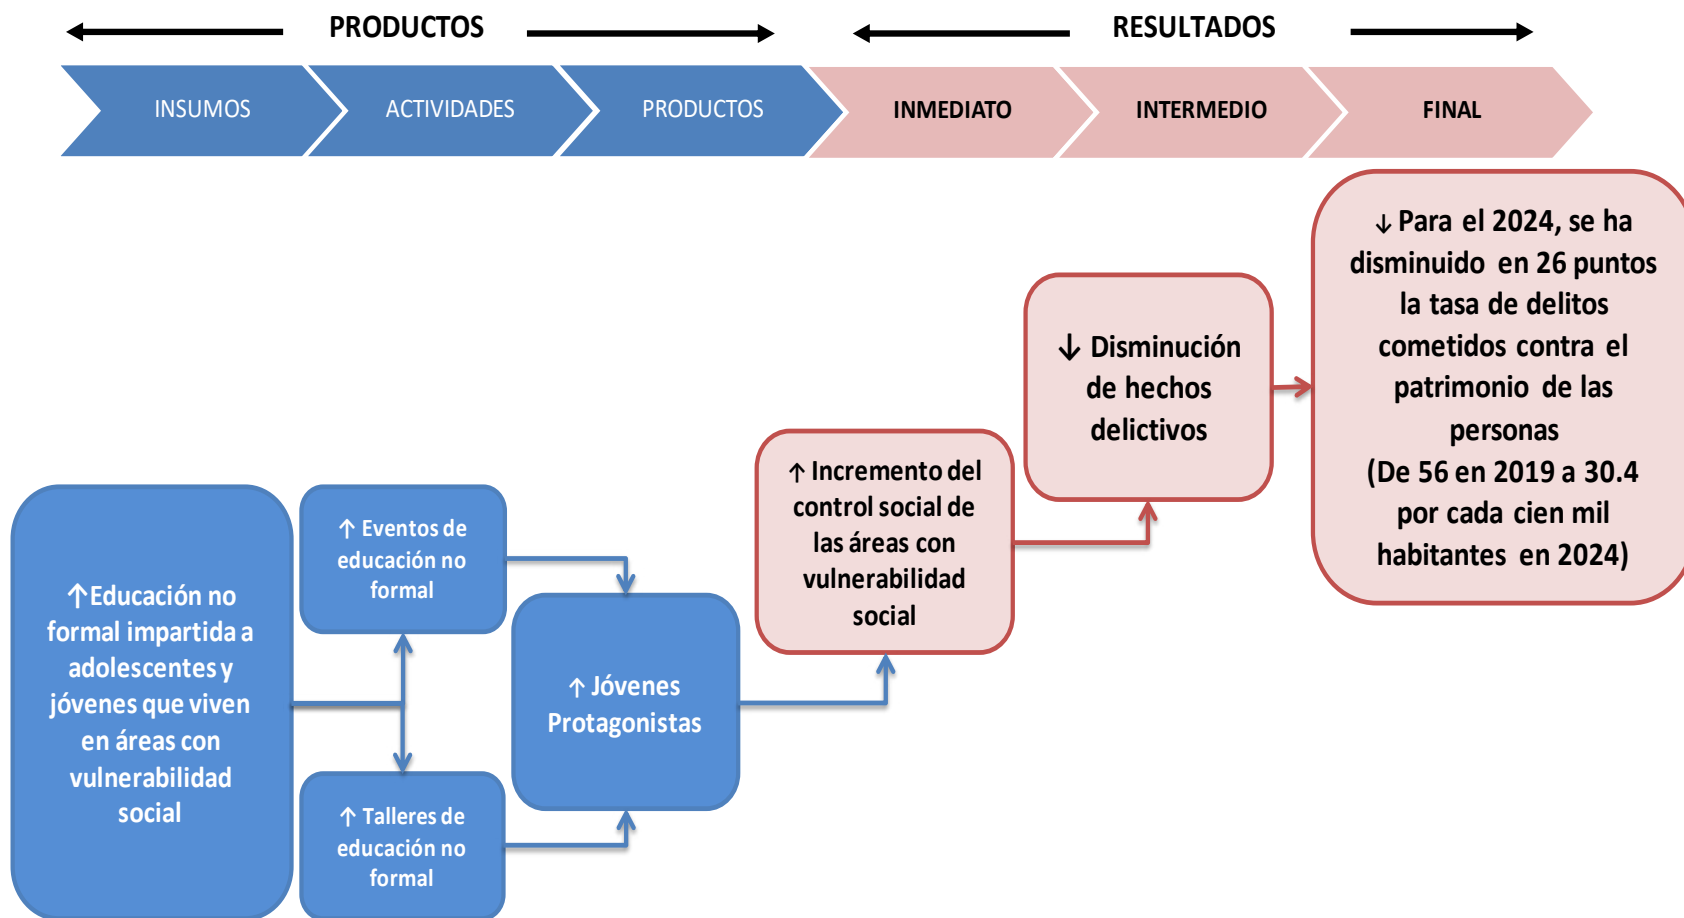 PRODUCTOS
RESULTADOS
INSUMOS
ACTIVIDADES
PRODUCTOS
INMEDIATO
INTERMEDIO
FINAL
↑Educación no
formal impartida a
adolescentes y
jóvenes que viven
en áreas con
vulnerabilidad
social
↑ Eventos de
educación no
formal
↑ Talleres de
educación no
formal
↑ Jóvenes
Protagonistas
↑ Incremento del
control social de
las áreas con
vulnerabilidad
social
↓ Disminución
de hechos
delictivos
↓ Para el 2024, se ha
disminuido en 26 puntos
la tasa de delitos
cometidos contra el
patrimonio de las
personas
(De 56 en 2019 a 30.4
por cada cien mil
habitantes en 2024)